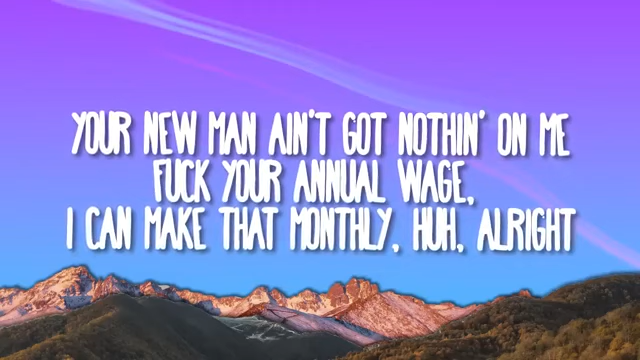 YOUR NEW MAN AIN'T GOT NOTHIN' ON ME
FUCK YOUR ANNUAL WAGE,
I CAN MAKE THAT MONTHLY, HUH, ALRIGHT